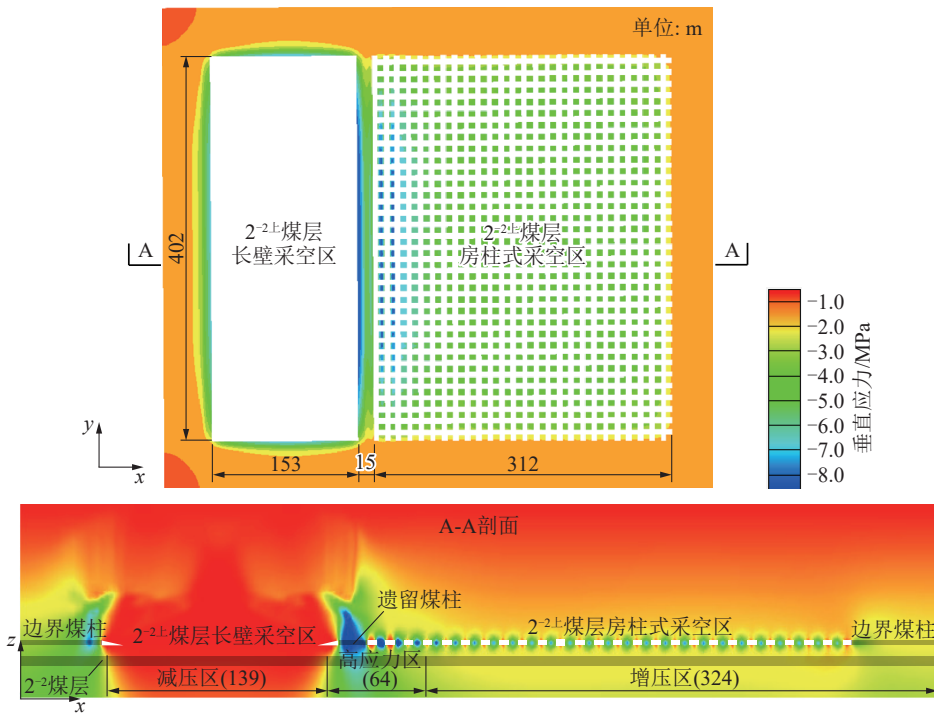 单位: m
2⁻²上煤层
长壁采空区
2⁻²上煤层
房柱式采空区
A
A
402
153
15
312
y
x
−1.0
−2.0
−3.0
−4.0
−5.0
−6.0
−7.0
−8.0
垂直应力/MPa
A-A剖面
遗留煤柱
边界煤柱
2⁻²上煤层长壁采空区
2⁻²上煤层房柱式采空区
边界煤柱
z
高应力区
(64)
2⁻²煤层
减压区(139)
增压区(324)
x